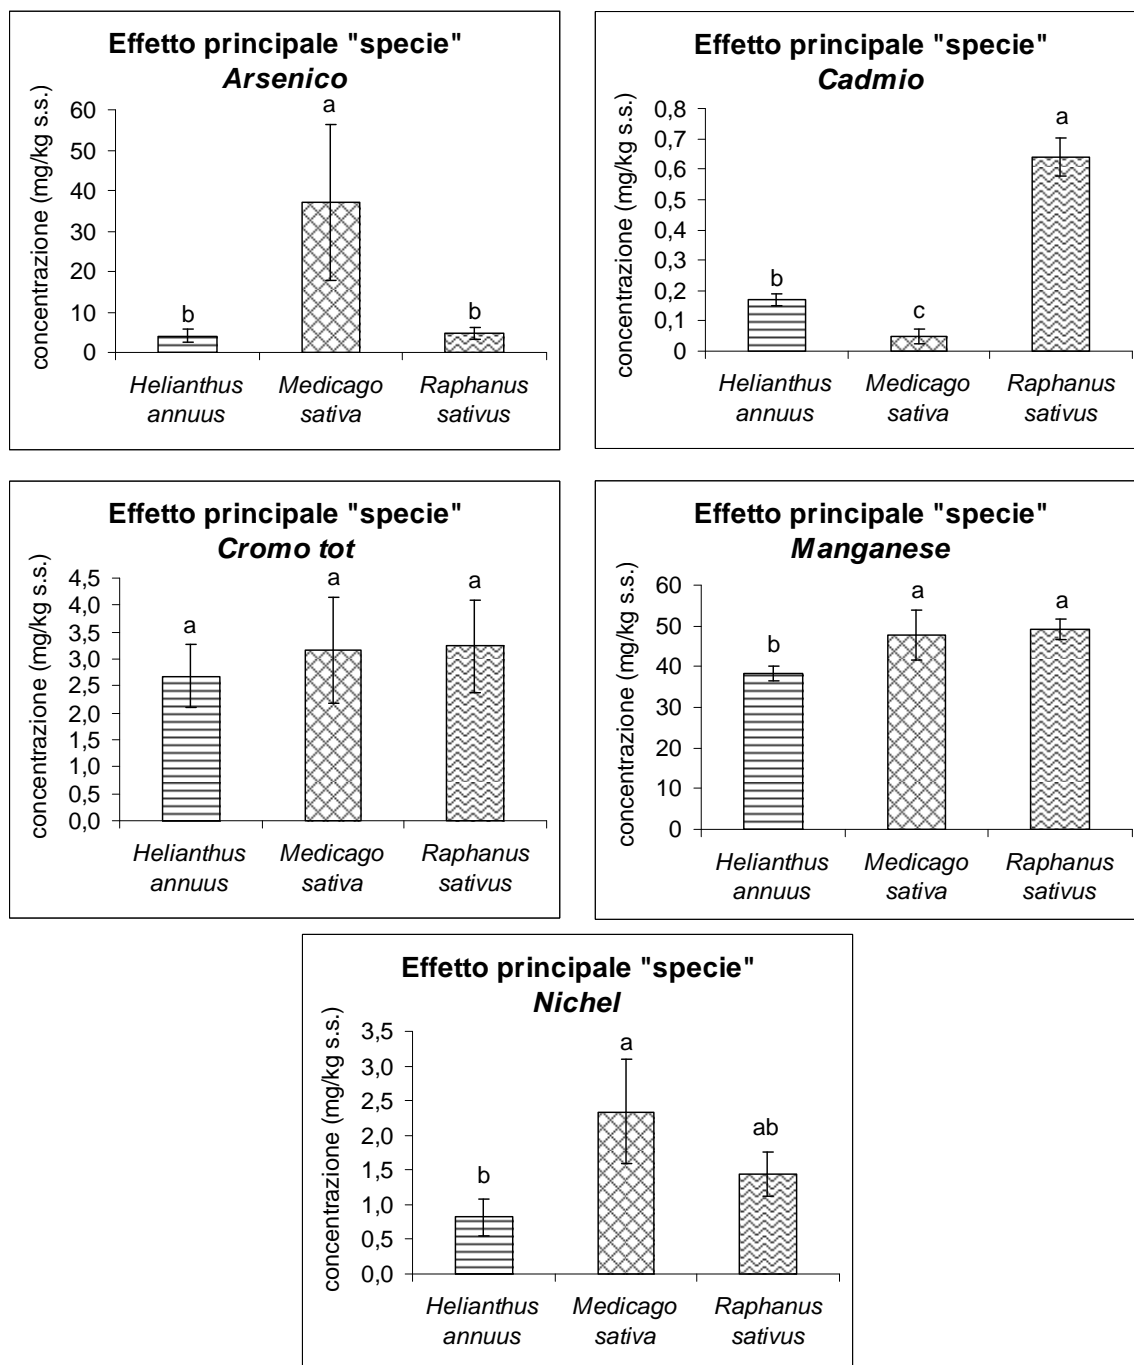 Effetto principale "specie"
Arsenico
concentrazione (mg/kg s.s.)
60
50
40
30
20
10
0
b
a
b
Helianthus annuus
Medicago sativa
Raphanus sativus
Effetto principale "specie"
Cadmio
concentrazione (mg/kg s.s.)
0,8
0,7
0,6
0,5
0,4
0,3
0,2
0,1
0
b
c
a
Helianthus annuus
Medicago sativa
Raphanus sativus
Effetto principale "specie"
Cromo tot
concentrazione (mg/kg s.s.)
4,5
4,0
3,5
3,0
2,5
2,0
1,5
1,0
0,5
0,0
a
a
a
Helianthus annuus
Medicago sativa
Raphanus sativus
Effetto principale "specie"
Manganese
concentrazione (mg/kg s.s.)
60
50
40
30
20
10
0
b
a
a
Helianthus annuus
Medicago sativa
Raphanus sativus
Effetto principale "specie"
Nichel
concentrazione (mg/kg s.s.)
3,5
3,0
2,5
2,0
1,5
1,0
0,5
0,0
b
a
ab
Helianthus annuus
Medicago sativa
Raphanus sativus